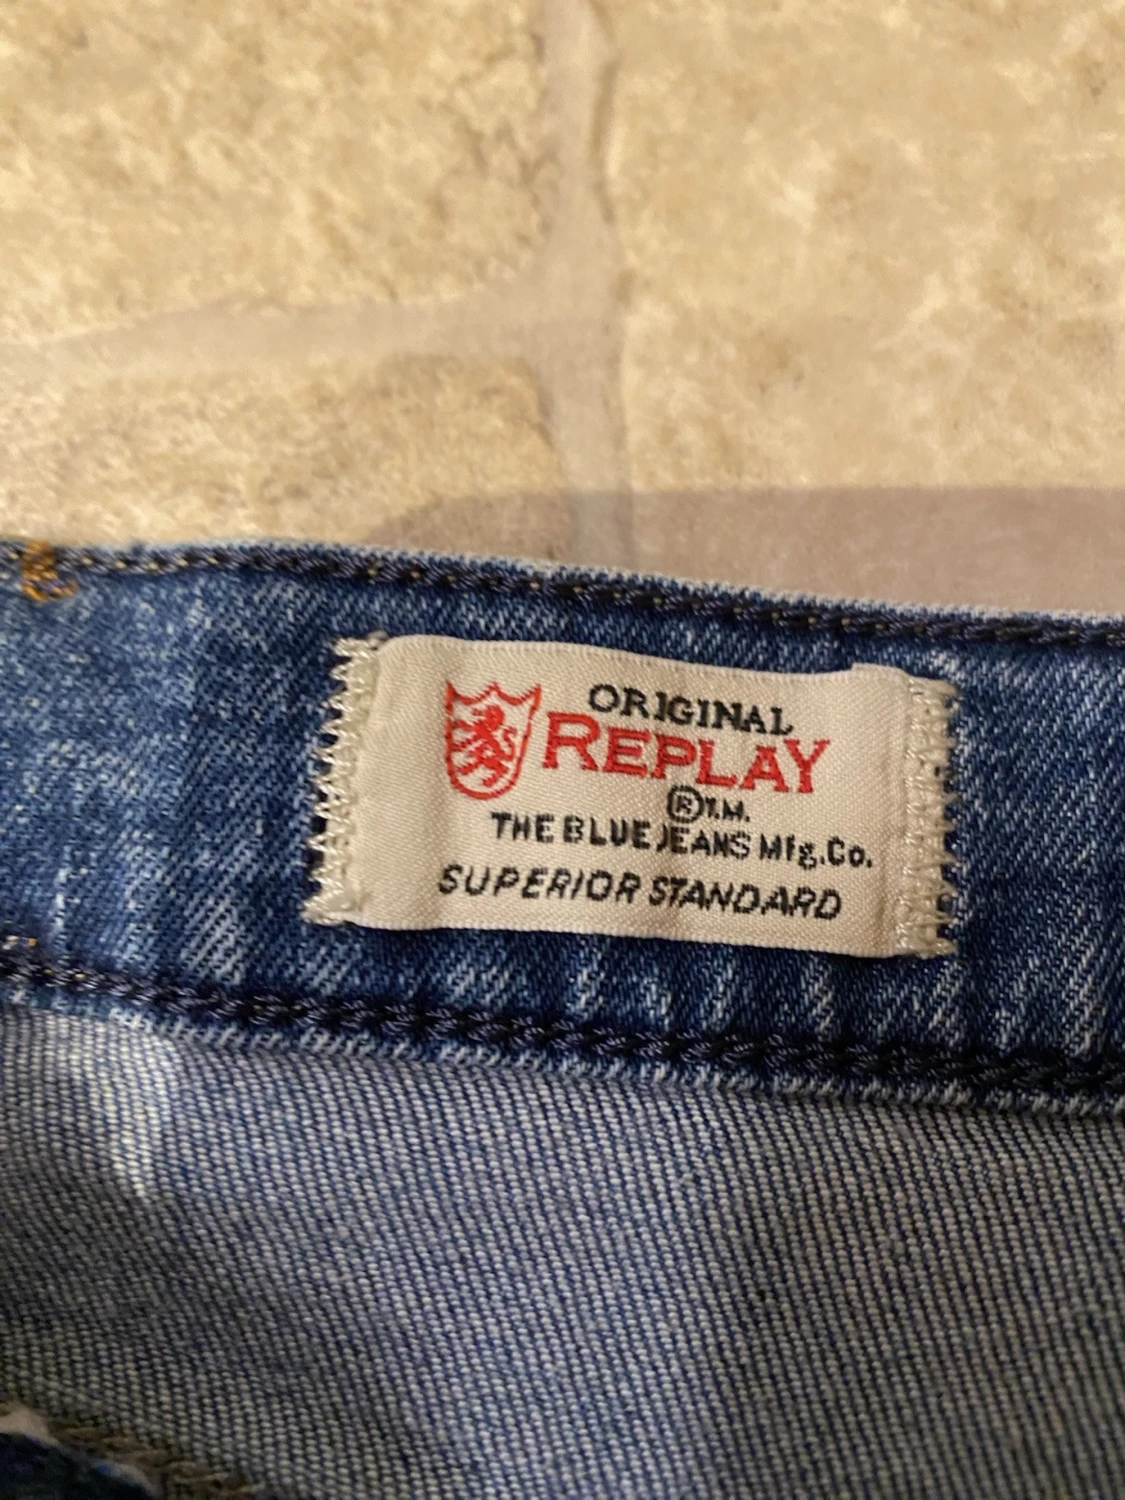 ORIGINAL
REPLAY
® T.M.
THE BLUE JEANS Mfg.Co.
SUPERIOR STANDARD